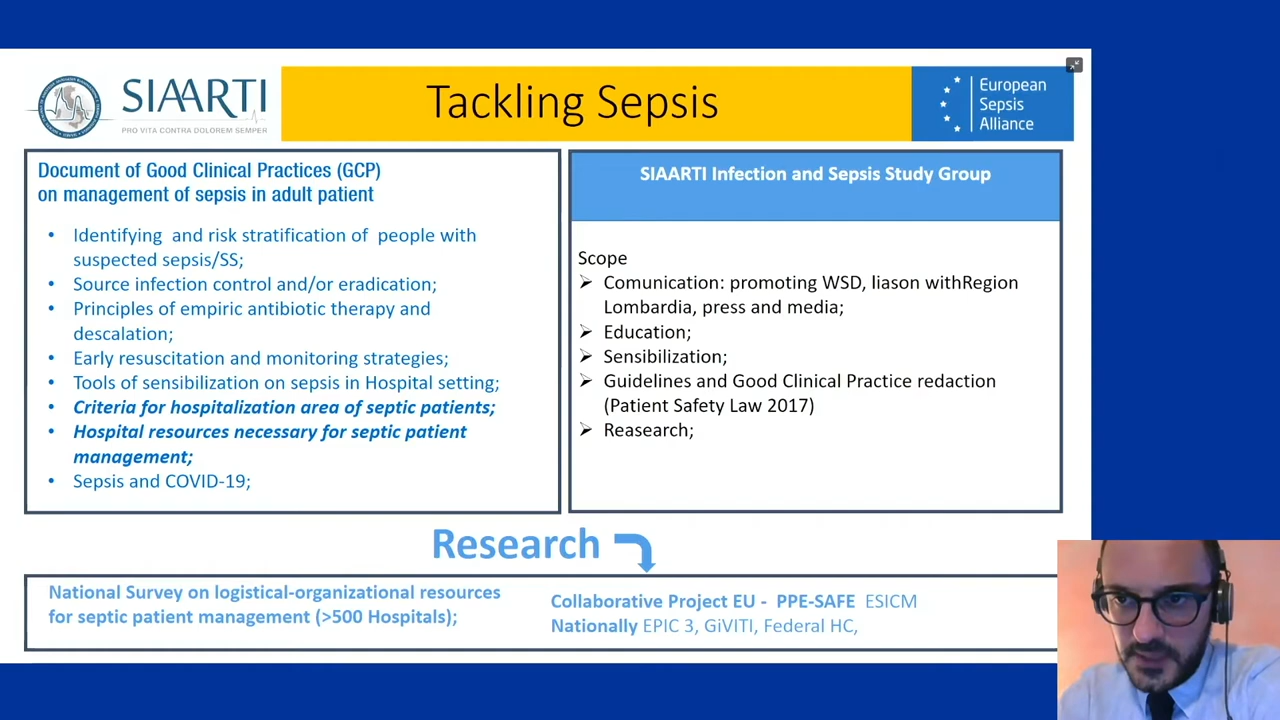 SIAARTI
PRO VITA CONTRA DOLOREM SEMPER
Tackling Sepsis
European
Sepsis
Alliance
Document of Good Clinical Practices (GCP)
on management of sepsis in adult patient
• Identifying and risk stratification of people with
suspected sepsis/SS;
• Source infection control and/or eradication;
• Principles of empiric antibiotic therapy and
descalation;
• Early resuscitation and monitoring strategies;
• Tools of sensibilization on sepsis in Hospital setting;
• Criteria for hospitalization area of septic patients;
• Hospital resources necessary for septic patient
management;
• Sepsis and COVID-19;
SIAARTI Infection and Sepsis Study Group
Scope
➢ Comunication: promoting WSD, liason withRegion
Lombardia, press and media;
➢ Education;
➢ Sensibilization;
➢ Guidelines and Good Clinical Practice redaction
(Patient Safety Law 2017)
➢ Reasearch;
Research
National Survey on logistical-organizational resources
for septic patient management (>500 Hospitals);
Collaborative Project EU - PPE-SAFE ESICM
Nationally EPIC 3, GiVITI, Federal HC,